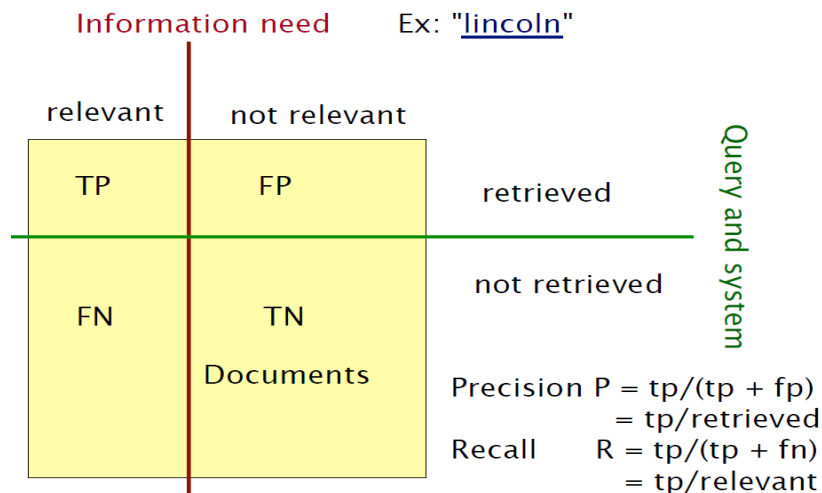 Information need Ex: "lincoln"
relevant not relevant
TP FP
retrieved
not retrieved
FN TN
Documents
Query and system
Precision P = tp/(tp + fp)
= tp/retrieved
Recall R = tp/(tp + fn)
= tp/relevant